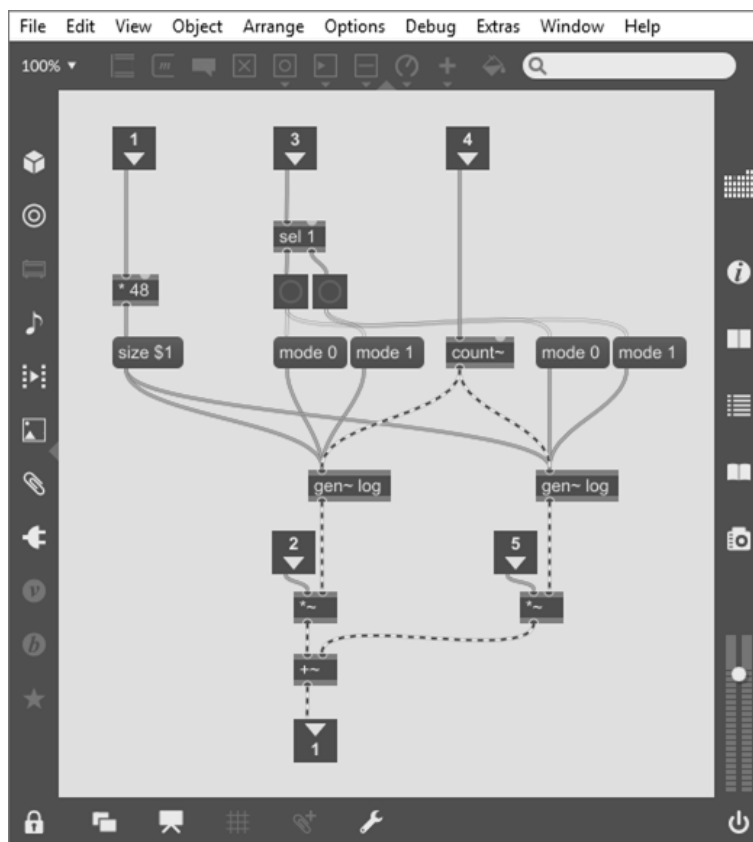 File Edit View Object Arrange Options Debug Extras Window Help
100%
1 3 4
sel 1
* 48
size $1 mode 0 mode 1 count~ mode 0 mode 1
gen~ log gen~ log
2 5
*~ *~
+~
1